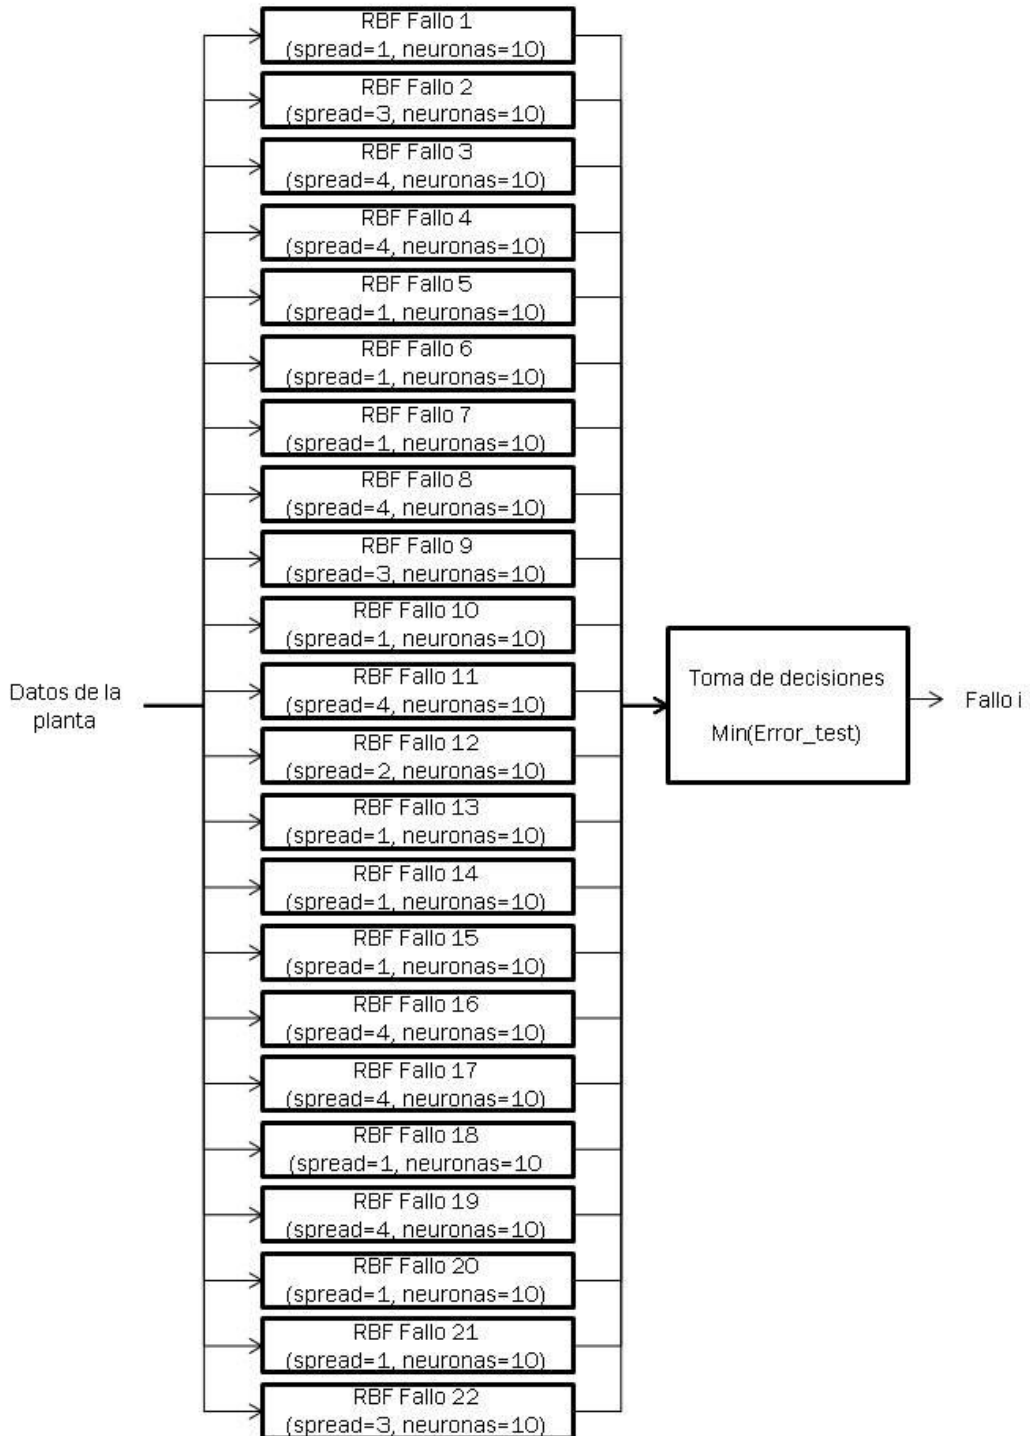 RBF Fallo 1
(spread=1, neuronas=10)
RBF Fallo 2
(spread=3, neuronas=10)
RBF Fallo 3
(spread=4, neuronas=10)
RBF Fallo 4
(spread=4, neuronas=10)
RBF Fallo 5
(spread=1, neuronas=10)
RBF Fallo 6
(spread=1, neuronas=10)
RBF Fallo 7
(spread=1, neuronas=10)
RBF Fallo 8
(spread=4, neuronas=10)
RBF Fallo 9
(spread=3, neuronas=10)
RBF Fallo 10
(spread=1, neuronas=10)
RBF Fallo 11
(spread=4, neuronas=10)
RBF Fallo 12
(spread=2, neuronas=10)
RBF Fallo 13
(spread=1, neuronas=10)
RBF Fallo 14
(spread=1, neuronas=10)
RBF Fallo 15
(spread=1, neuronas=10)
RBF Fallo 16
(spread=4, neuronas=10)
RBF Fallo 17
(spread=4, neuronas=10)
RBF Fallo 18
(spread=1, neuronas=10
RBF Fallo 19
(spread=4, neuronas=10)
RBF Fallo 20
(spread=1, neuronas=10)
RBF Fallo 21
(spread=1, neuronas=10)
RBF Fallo 22
(spread=3, neuronas=10)
Datos de la
planta
Toma de decisiones
Min(Error_test)
Fallo i